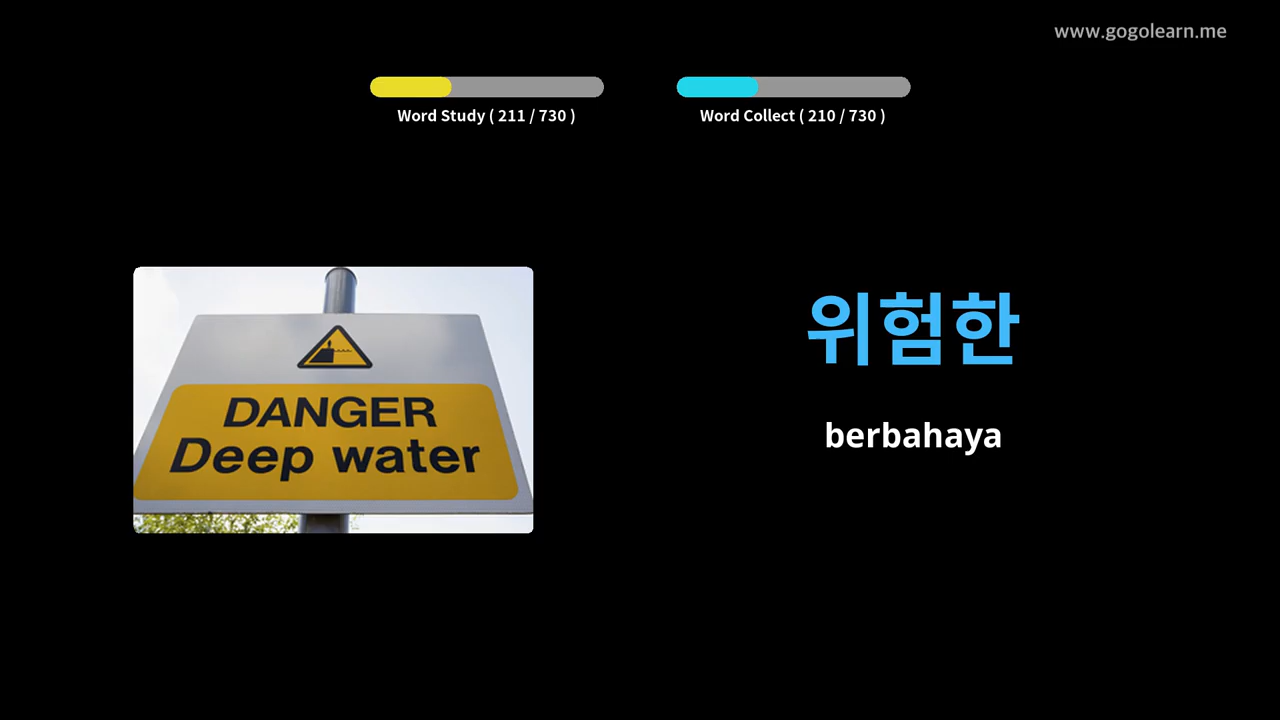 www.gogolearn.me
Word Study ( 211 / 730 )
Word Collect ( 210 / 730 )
DANGER
Deep water
위험한
berbahaya